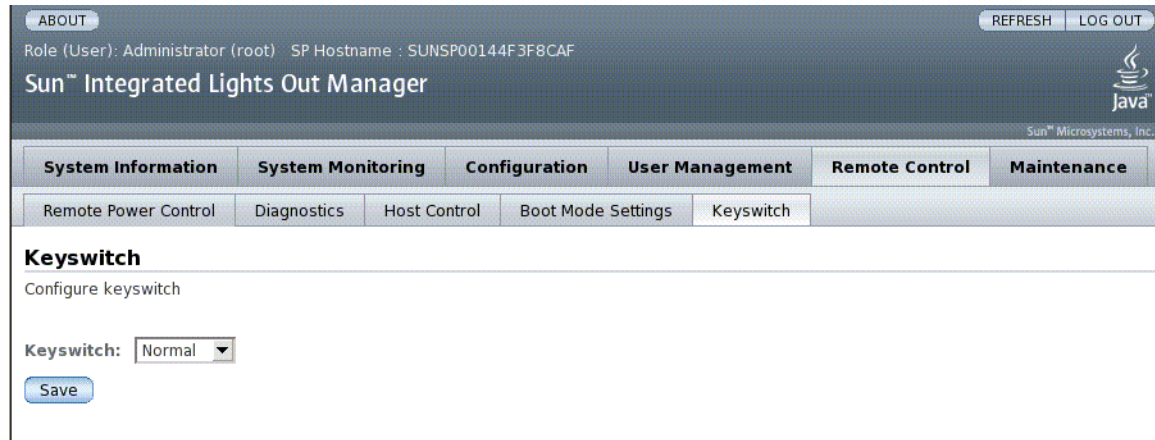 ABOUT REFRESH LOG OUT
Role (User): Administrator (root) SP Hostname : SUNSP00144F3F8CAF
Sun™ Integrated Lights Out Manager
Java™
Sun™ Microsystems, Inc.
System Information System Monitoring Configuration User Management Remote Control Maintenance
Remote Power Control Diagnostics Host Control Boot Mode Settings Keyswitch
Keyswitch
Configure keyswitch
Keyswitch: Normal
Save